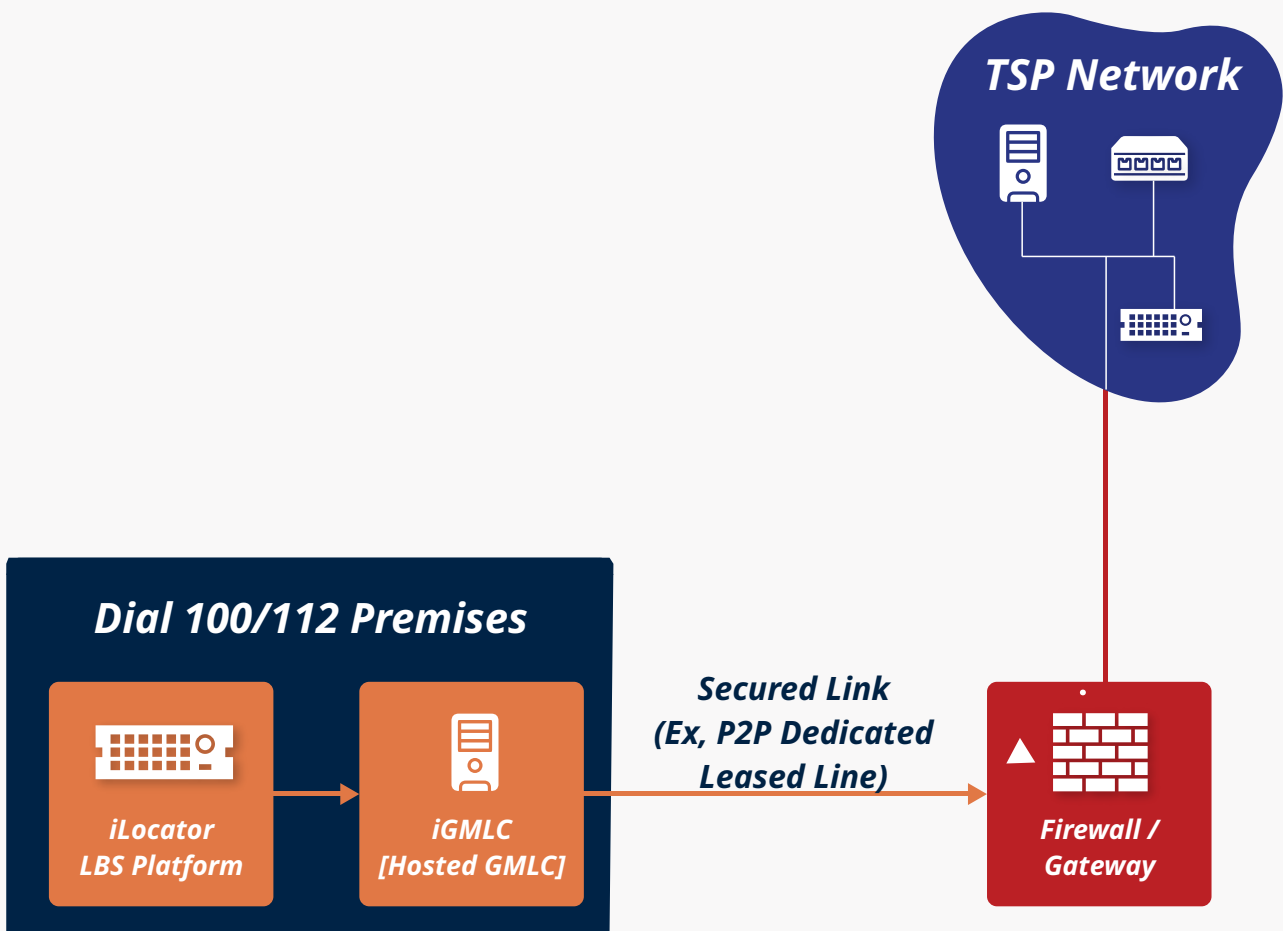 TSP Network
Dial 100/112 Premises
iLocator
LBS Platform
iGMLC
[Hosted GMLC]
Secured Link
(Ex, P2P Dedicated
Leased Line)
Firewall /
Gateway